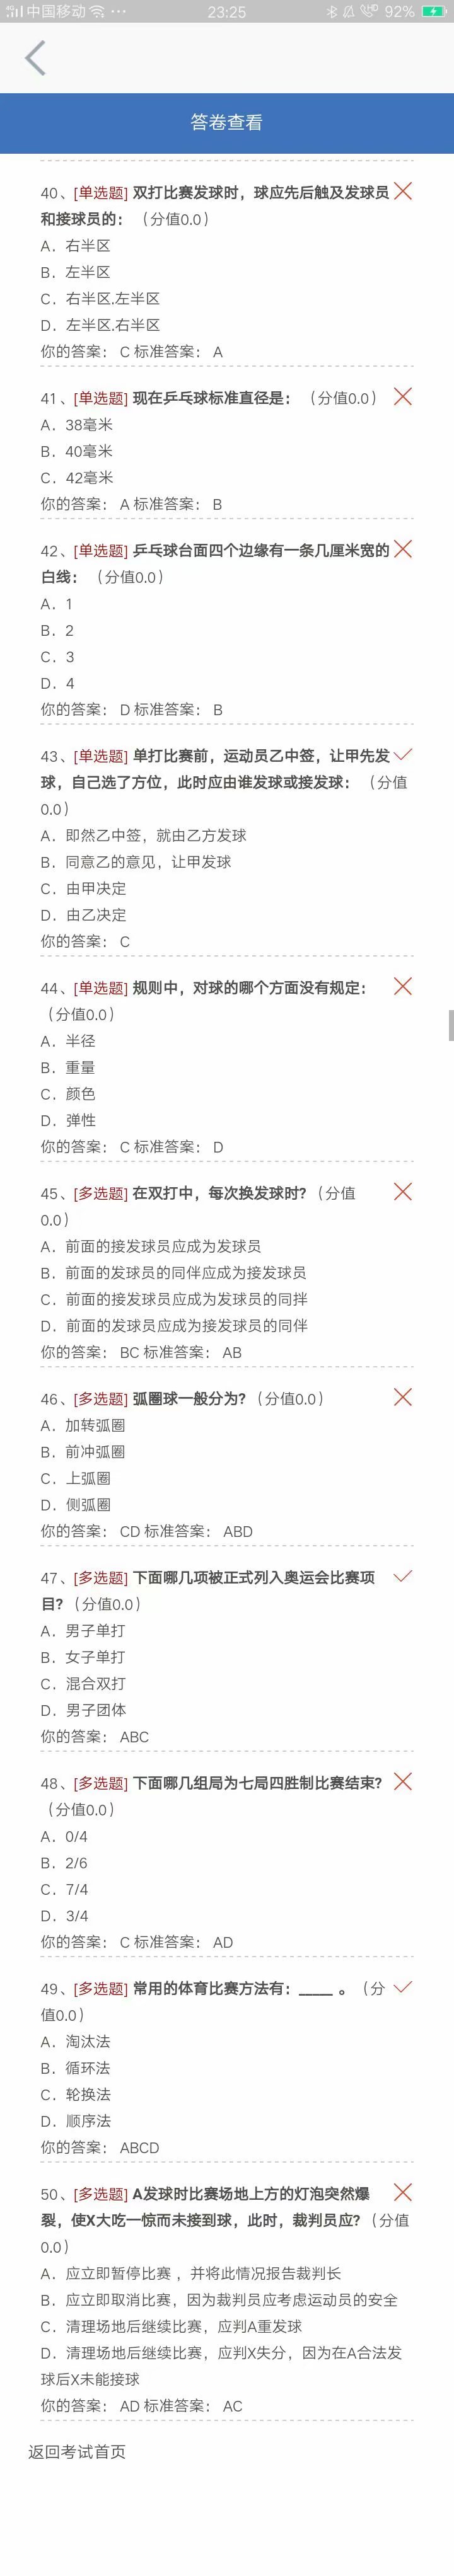 4G 中国移动 ... 23:25 HD 92%
答卷查看
40、[单选题] 双打比赛发球时，球应先后触及发球员
和接球员的：（分值0.0）
A．右半区
B．左半区
C．右半区.左半区
D．左半区.右半区
你的答案： C 标准答案： A
41、[单选题] 现在乒乓球标准直径是：（分值0.0）
A．38毫米
B．40毫米
C．42毫米
你的答案： A 标准答案： B
42、[单选题] 乒乓球台面四个边缘有一条几厘米宽的
白线：（分值0.0）
A．1
B．2
C．3
D．4
你的答案： D 标准答案： B
43、[单选题] 单打比赛前，运动员乙中签，让甲先发
球，自己选了方位，此时应由谁发球或接发球：（分值
0.0）
A．即然乙中签，就由乙方发球
B．同意乙的意见，让甲发球
C．由甲决定
D．由乙决定
你的答案： C
44、[单选题] 规则中，对球的哪个方面没有规定：
（分值0.0）
A．半径
B．重量
C．颜色
D．弹性
你的答案： C 标准答案： D
45、[多选题] 在双打中，每次换发球时?（分值
0.0）
A．前面的接发球员应成为发球员
B．前面的发球员的同伴应成为接发球员
C．前面的接发球员应成为发球员的同拌
D．前面的发球员应成为接发球员的同伴
你的答案： BC 标准答案： AB
46、[多选题] 弧圈球一般分为?（分值0.0）
A．加转弧圈
B．前冲弧圈
C．上弧圈
D．侧弧圈
你的答案： CD 标准答案： ABD
47、[多选题] 下面哪几项被正式列入奥运会比赛项
目?（分值0.0）
A．男子单打
B．女子单打
C．混合双打
D．男子团体
你的答案： ABC
48、[多选题] 下面哪几组局为七局四胜制比赛结束?
（分值0.0）
A．0/4
B．2/6
C．7/4
D．3/4
你的答案： C 标准答案： AD
49、[多选题] 常用的体育比赛方法有：____ 。（分
值0.0）
A．淘汰法
B．循环法
C．轮换法
D．顺序法
你的答案： ABCD
50、[多选题] A发球时比赛场地上方的灯泡突然爆
裂，使X大吃一惊而未接到球，此时，裁判员应?（分值
0.0）
A．应立即暂停比赛 ，并将此情况报告裁判长
B．应立即取消比赛，因为裁判员应考虑运动员的安全
C．清理场地后继续比赛，应判A重发球
D．清理场地后继续比赛，应判X失分，因为在A合法发
球后X未能接球
你的答案： AD 标准答案： AC
返回考试首页